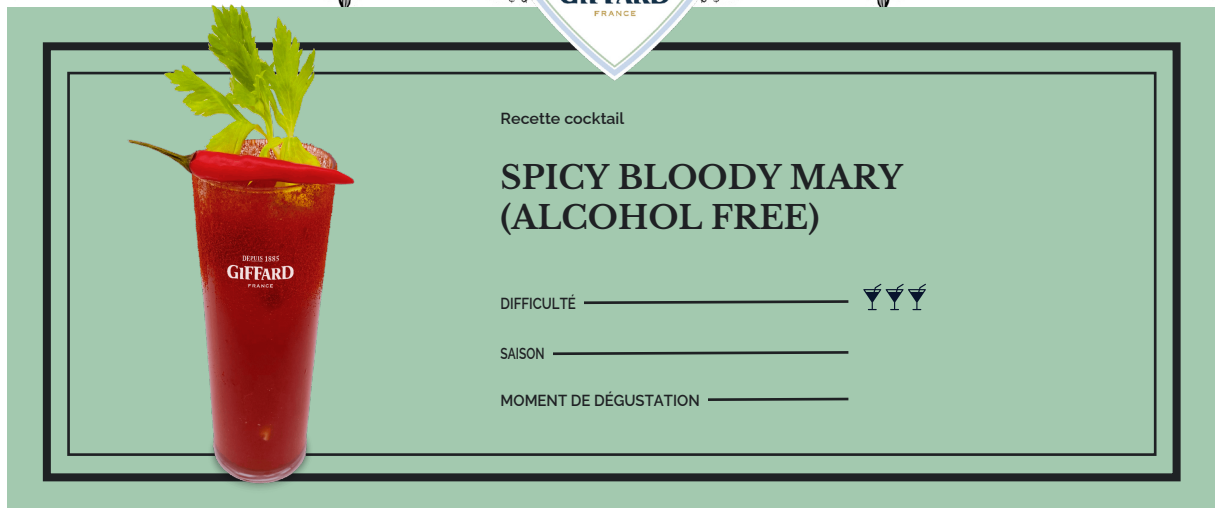 GIFFARD
FRANCE
Recette cocktail
SPICY BLOODY MARY
(ALCOHOL FREE)
DEPUIS 1885
GIFFARD
FRANCE
DIFFICULTÉ
SAISON
MOMENT DE DÉGUSTATION